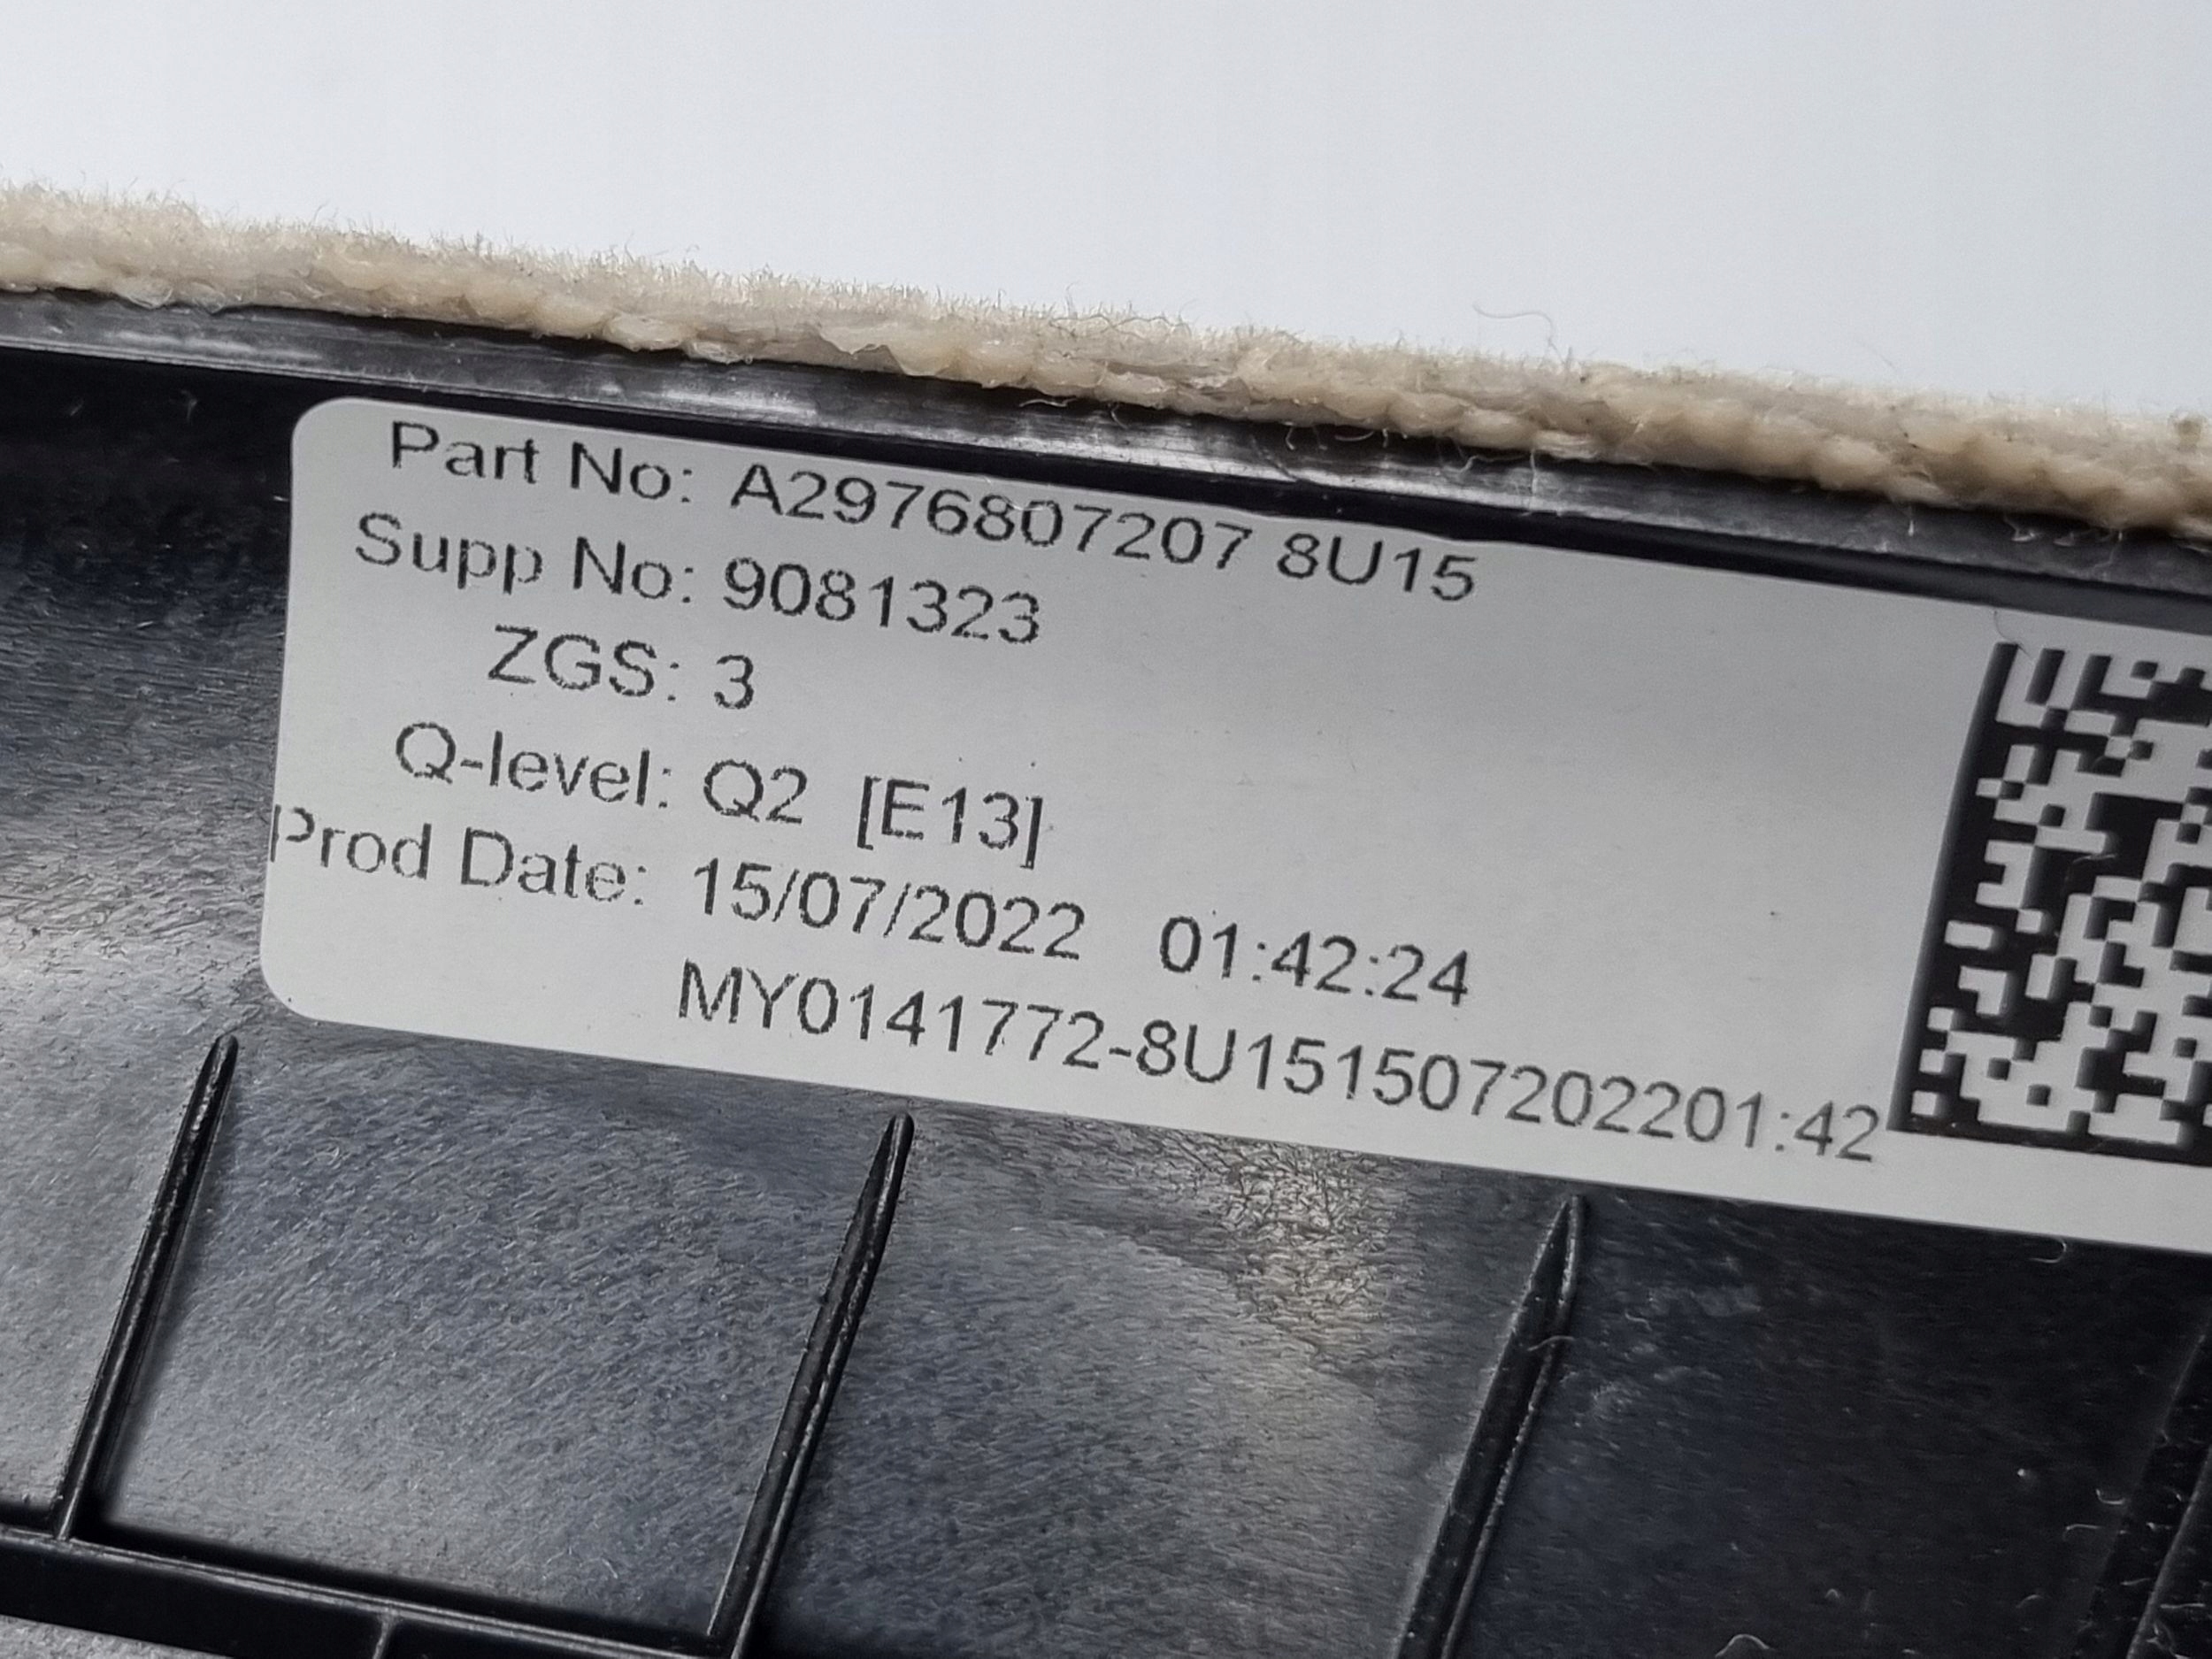 Part No: A2976807207 8U15
Supp No: 9081323
ZGS: 3
Q-level: Q2 [E13]
Prod Date: 15/07/2022 01:42:24
MY0141772-8U151507202201:42